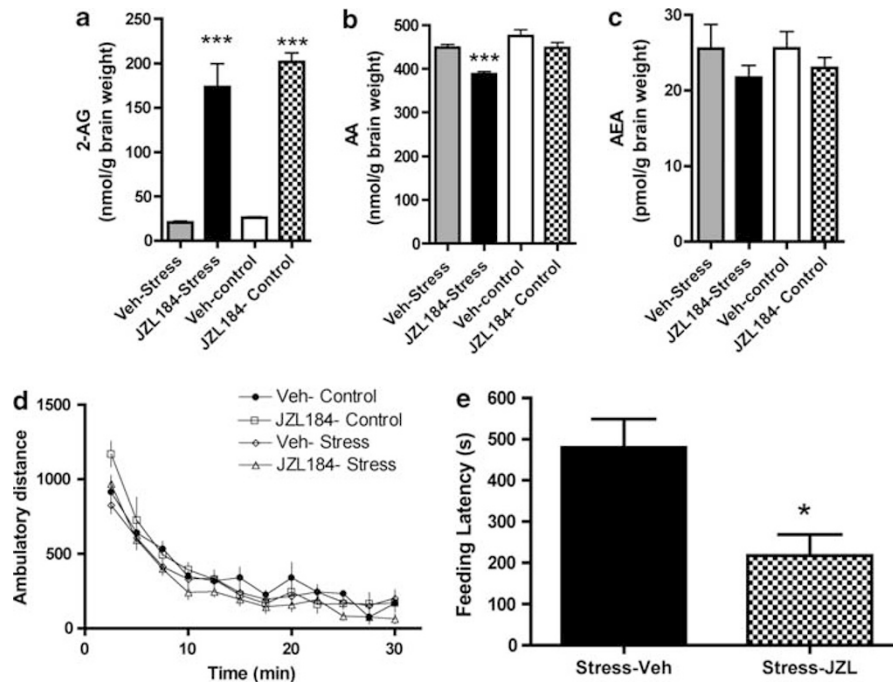 a
***
***
2-AG
(nmol/g brain weight)
250
200
150
100
50
0
Veh-Stress
JZL184-Stress
Veh-control
JZL184- Control
b
***
AA
(nmol/g brain weight)
500
400
300
200
100
0
Veh-Stress
JZL184-Stress
Veh-control
JZL184- Control
c
AEA
(pmol/g brain weight)
30
20
10
0
Veh-Stress
JZL184-Stress
Veh-control
JZL184- Control
d
Veh- Control
JZL184- Control
Veh- Stress
JZL184- Stress
Ambulatory distance
1500
1000
500
0
0
10
20
30
Time (min)
e
*
Feeding Latency (s)
600
500
400
300
200
100
0
Stress-Veh
Stress-JZL